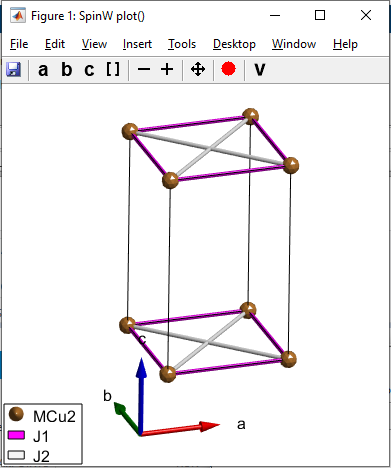 Figure 1: SpinW plot()
File Edit View Insert Tools Desktop Window Help
a b c [ ] V
c
b
a
MCu2
J1
J2